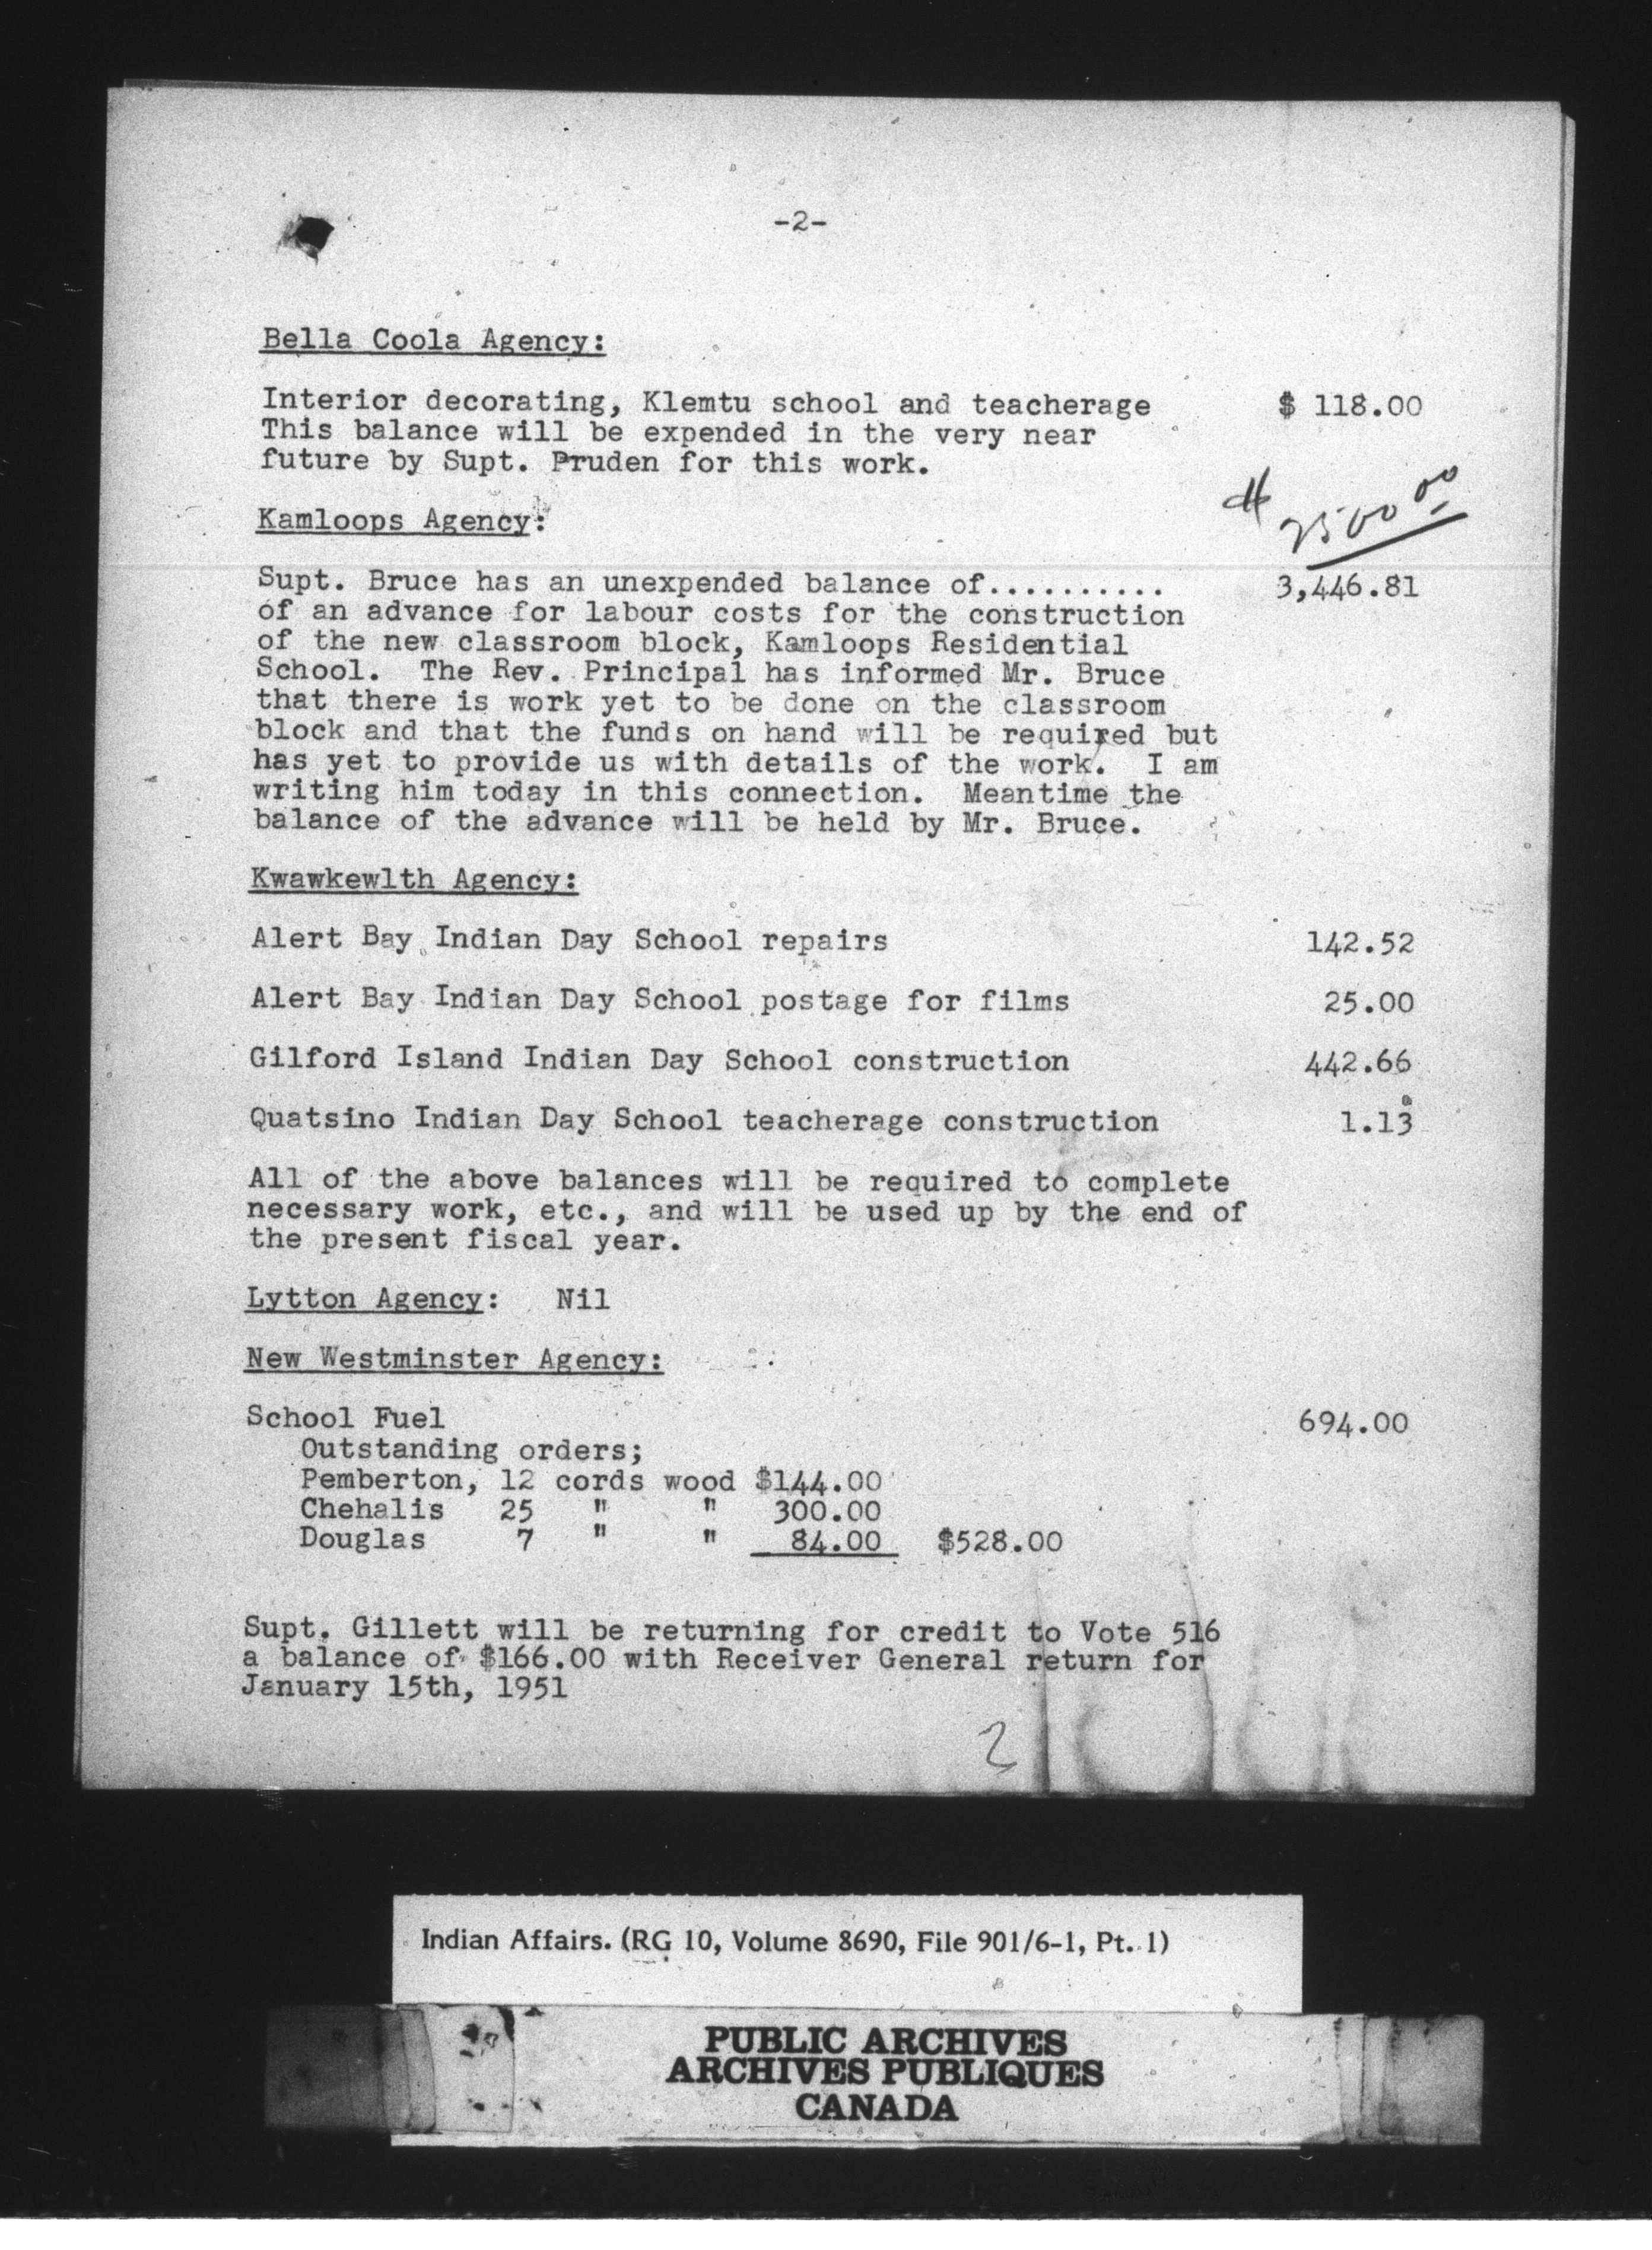 -2-
Bella Coola Agency:
Interior decorating, Klemtu school and teacherage $ 118.00
This balance will be expended in the very near
future by Supt. Pruden for this work.
# 2500 00
Kamloops Agency:
Supt. Bruce has an unexpended balance of.......... 3,446.81
of an advance for labour costs for the construction
of the new classroom block, Kamloops Residential
School. The Rev. Principal has informed Mr. Bruce
that there is work yet to be done on the classroom
block and that the funds on hand will be required but
has yet to provide us with details of the work. I am
writing him today in this connection. Meantime the
balance of the advance will be held by Mr. Bruce.
Kwawkewlth Agency:
Alert Bay Indian Day School repairs 142.52
Alert Bay Indian Day School postage for films 25.00
Gilford Island Indian Day School construction 442.66
Quatsino Indian Day School teacherage construction 1.13
All of the above balances will be required to complete
necessary work, etc., and will be used up by the end of
the present fiscal year.
Lytton Agency: Nil
New Westminster Agency:
School Fuel 694.00
Outstanding orders;
Pemberton, 12 cords wood $144.00
Chehalis 25 " " 300.00
Douglas 7 " " 84.00 $528.00
Supt. Gillett will be returning for credit to Vote 516
a balance of $166.00 with Receiver General return for
January 15th, 1951
2
Indian Affairs. (RG 10, Volume 8690, File 901/6-1, Pt. 1)
PUBLIC ARCHIVES
ARCHIVES PUBLIQUES
CANADA